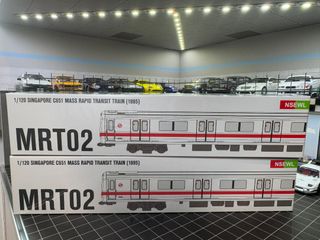 1/120 SINGAPORE C651 MASS RAPID TRANSIT TRAIN (1995)
NSEWL
MRT02
1/120 SINGAPORE C651 MASS RAPID TRANSIT TRAIN (1995)
NSEWL
MRT02